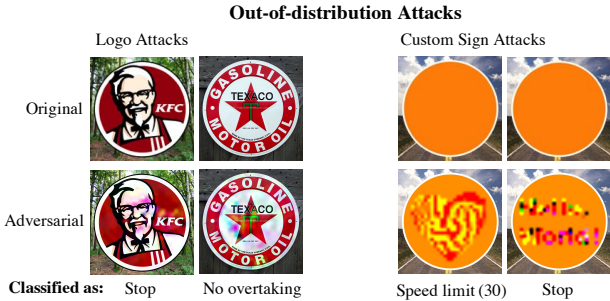 Out-of-distribution Attacks
Logo Attacks
Custom Sign Attacks
Original
KFC
GASOLINE
TEXACO
MOTOR OIL
Adversarial
KFC
GASOLINE
TEXACO
MOTOR OIL
Hello,
World!
Classified as: Stop No overtaking Speed limit (30) Stop